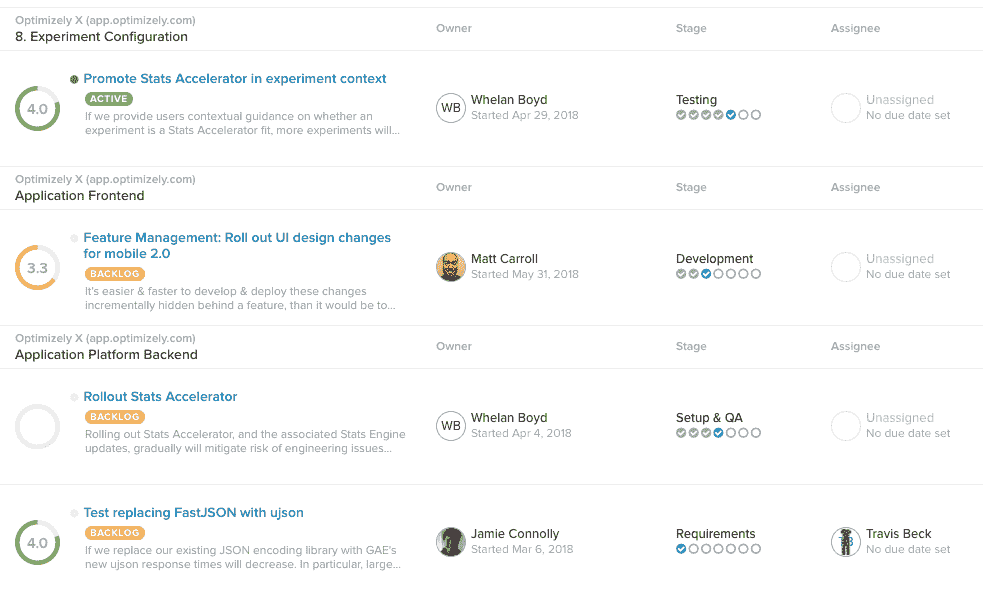 Optimizely X (app.optimizely.com)
8. Experiment Configuration
Owner
Stage
Assignee
4.0
Promote Stats Accelerator in experiment context
ACTIVE
If we provide users contextual guidance on whether an
experiment is a Stats Accelerator fit, more experiments will...
WB
Whelan Boyd
Started Apr 29, 2018
Testing
Unassigned
No due date set
Optimizely X (app.optimizely.com)
Application Frontend
Owner
Stage
Assignee
3.3
Feature Management: Roll out UI design changes
for mobile 2.0
BACKLOG
It's easier & faster to develop & deploy these changes
incrementally hidden behind a feature, than it would be to...
Matt Carroll
Started May 31, 2018
Development
Unassigned
No due date set
Optimizely X (app.optimizely.com)
Application Platform Backend
Owner
Stage
Assignee
Rollout Stats Accelerator
BACKLOG
Rolling out Stats Accelerator, and the associated Stats Engine
updates, gradually will mitigate risk of engineering issues...
WB
Whelan Boyd
Started Apr 4, 2018
Setup & QA
Unassigned
No due date set
4.0
Test replacing FastJSON with ujson
BACKLOG
If we replace our existing JSON encoding library with GAE's
new ujson response times will decrease. In particular, large...
Jamie Connolly
Started Mar 6, 2018
Requirements
Travis Beck
No due date set